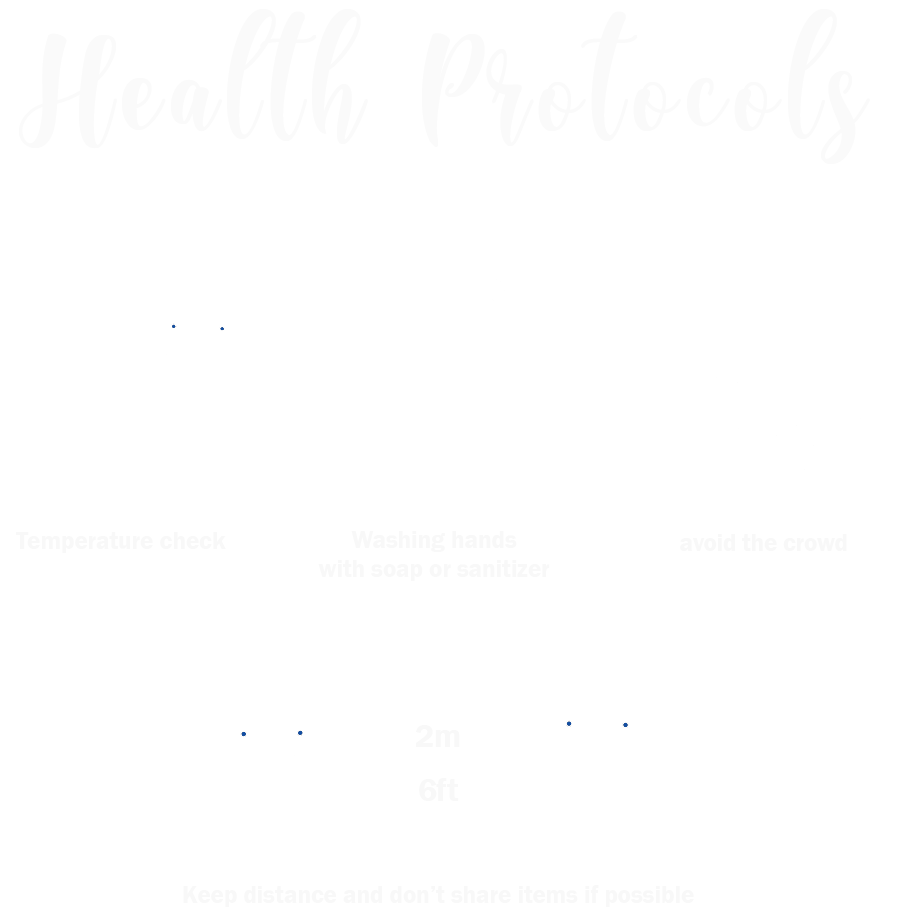 Health Protocols
Temperature check
Washing hands
with soap or sanitizer
avoid the crowd
2m
6ft
Keep distance and don't share items if possible